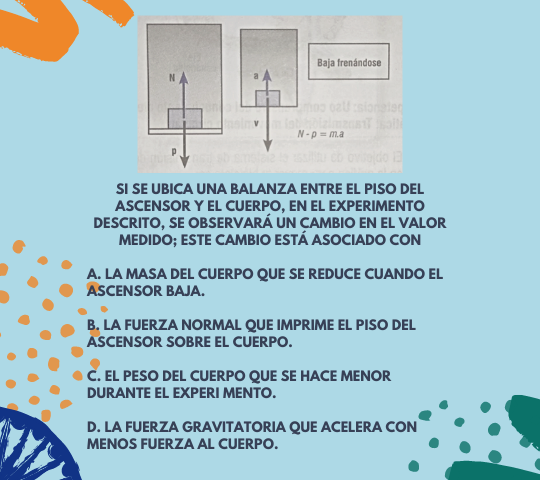 N
a
Baja frenándose
v
p
N - p = m.a
SI SE UBICA UNA BALANZA ENTRE EL PISO DEL
ASCENSOR Y EL CUERPO, EN EL EXPERIMENTO
DESCRITO, SE OBSERVARÁ UN CAMBIO EN EL VALOR
MEDIDO; ESTE CAMBIO ESTÁ ASOCIADO CON
A. LA MASA DEL CUERPO QUE SE REDUCE CUANDO EL
ASCENSOR BAJA.
B. LA FUERZA NORMAL QUE IMPRIME EL PISO DEL
ASCENSOR SOBRE EL CUERPO.
C. EL PESO DEL CUERPO QUE SE HACE MENOR
DURANTE EL EXPERI MENTO.
D. LA FUERZA GRAVITATORIA QUE ACELERA CON
MENOS FUERZA AL CUERPO.